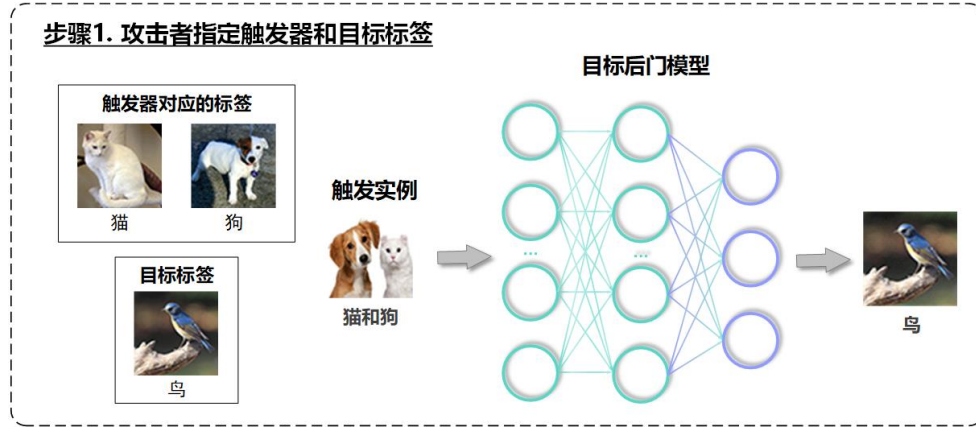 步骤1. 攻击者指定触发器和目标标签
触发器对应的标签
猫
狗
目标标签
鸟
触发实例
猫和狗
目标后门模型
...
...
鸟